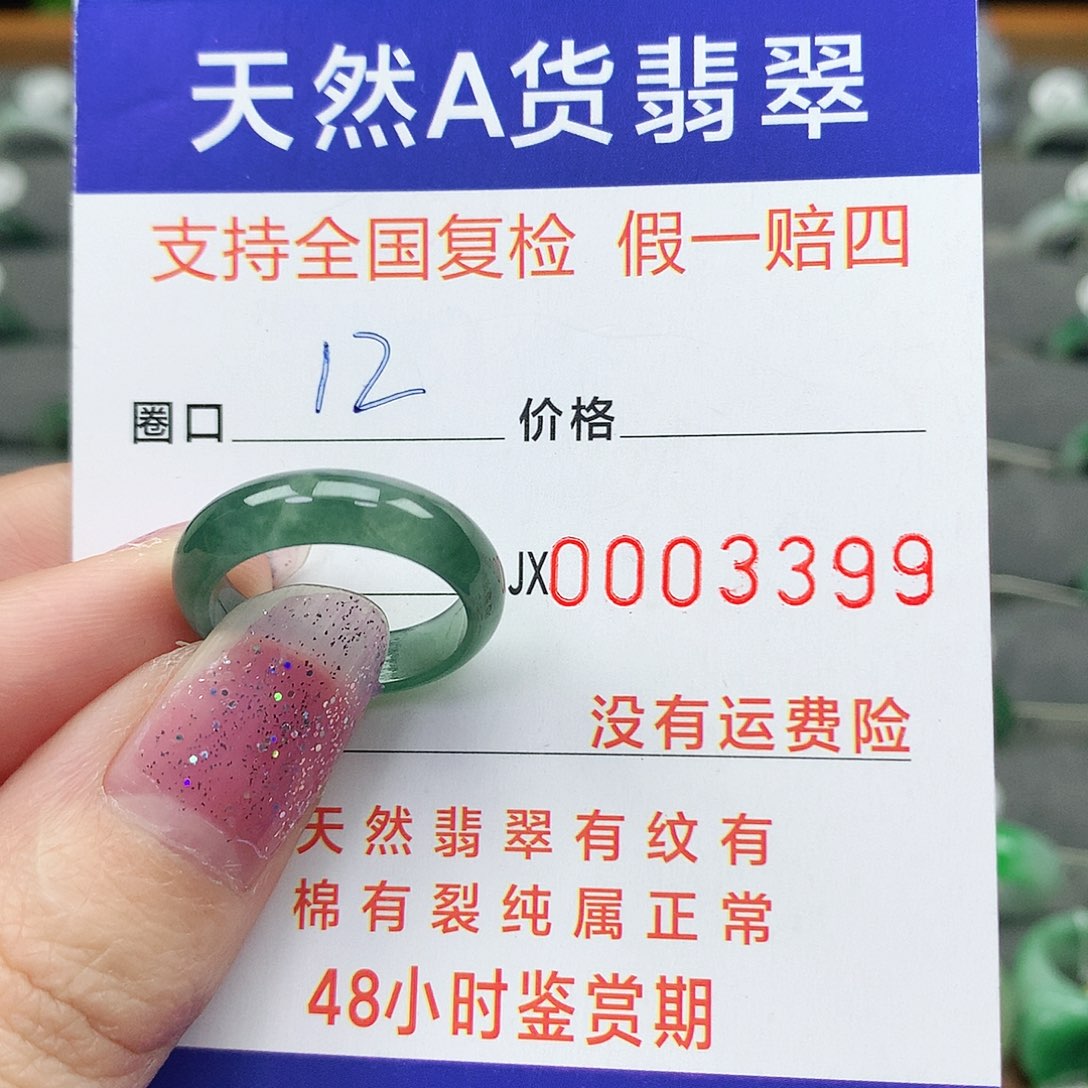 天然A货翡翠
支持全国复检 假一赔四
圈口 12 价格
JX0003399
没有运费险
天然翡翠有纹有
棉有裂纯属正常
48小时鉴赏期